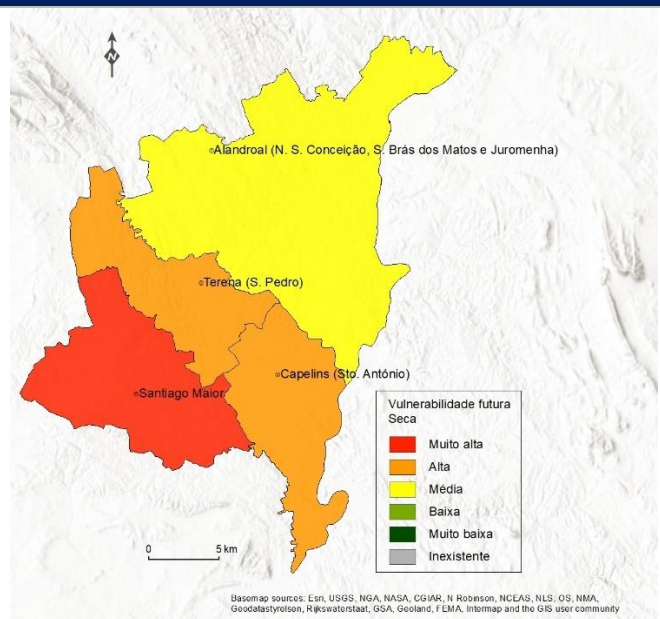 N
Alandroal (N. S. Conceição, S. Brás dos Matos e Juromenha)
Terena (S. Pedro)
Capelins (Sto. António)
Santiago Maior
Vulnerabilidade futura
Seca
Muito alta
Alta
Média
Baixa
Muito baixa
Inexistente
0 5 km
Basemap sources: Esri, USGS, NGA, NASA, CGIAR, N Robinson, NCEAS, NLS, OS, NMA,
Geodatastyrelsen, Rijkswaterstaat, GSA, Geoland, FEMA, Intermap and the GIS user community